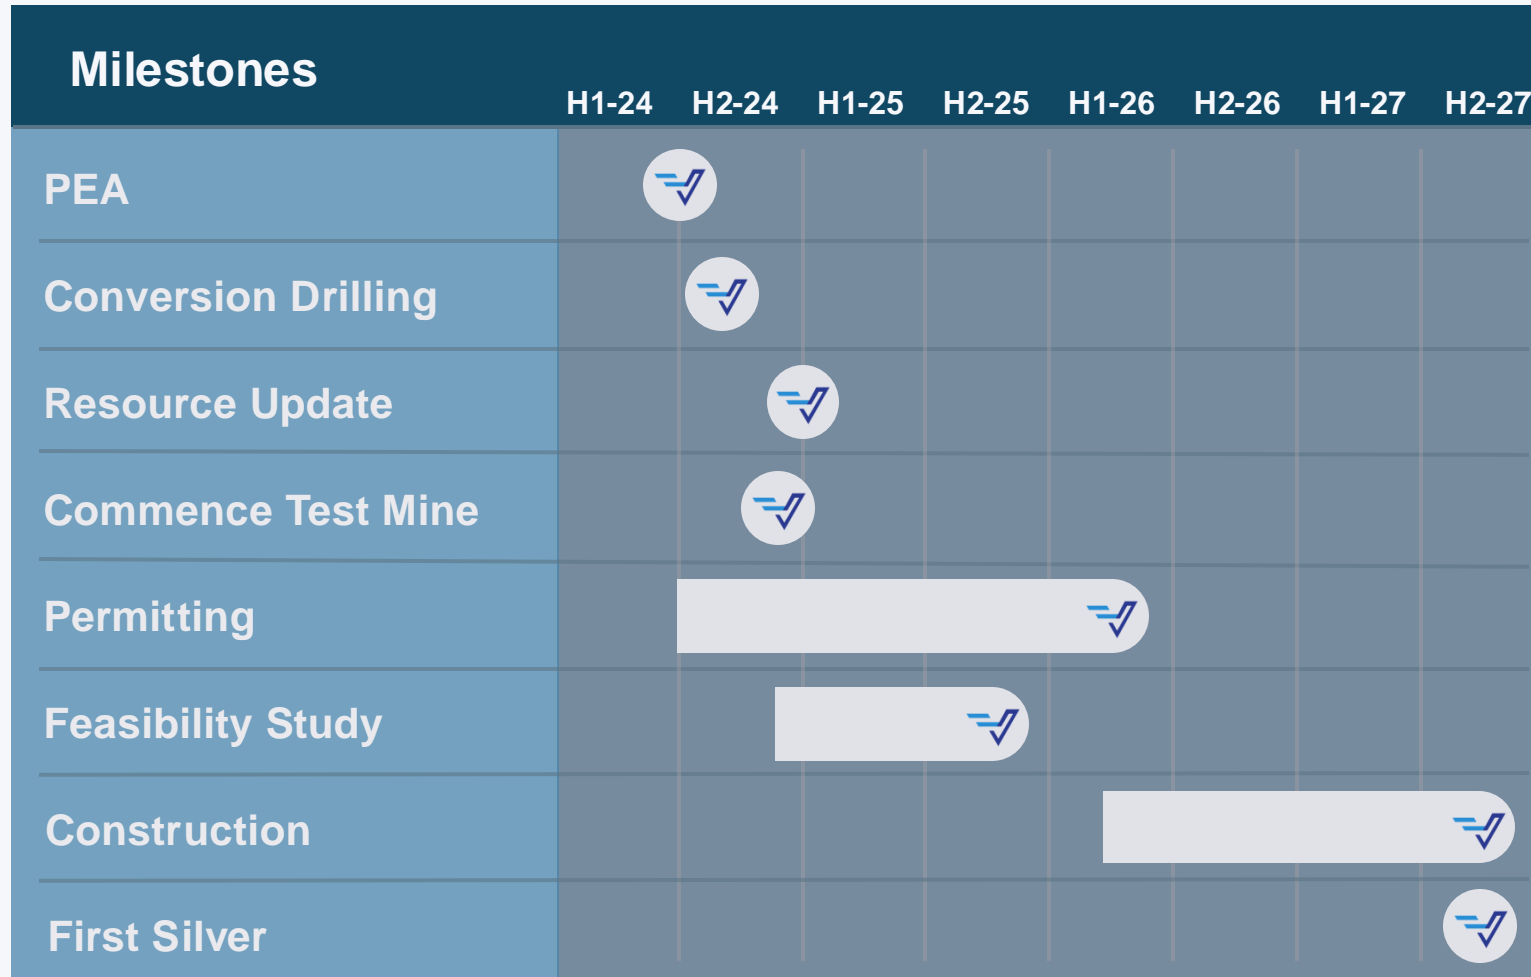 Milestones
H1-24 H2-24 H1-25 H2-25 H1-26 H2-26 H1-27 H2-27
PEA
Conversion Drilling
Resource Update
Commence Test Mine
Permitting
Feasibility Study
Construction
First Silver